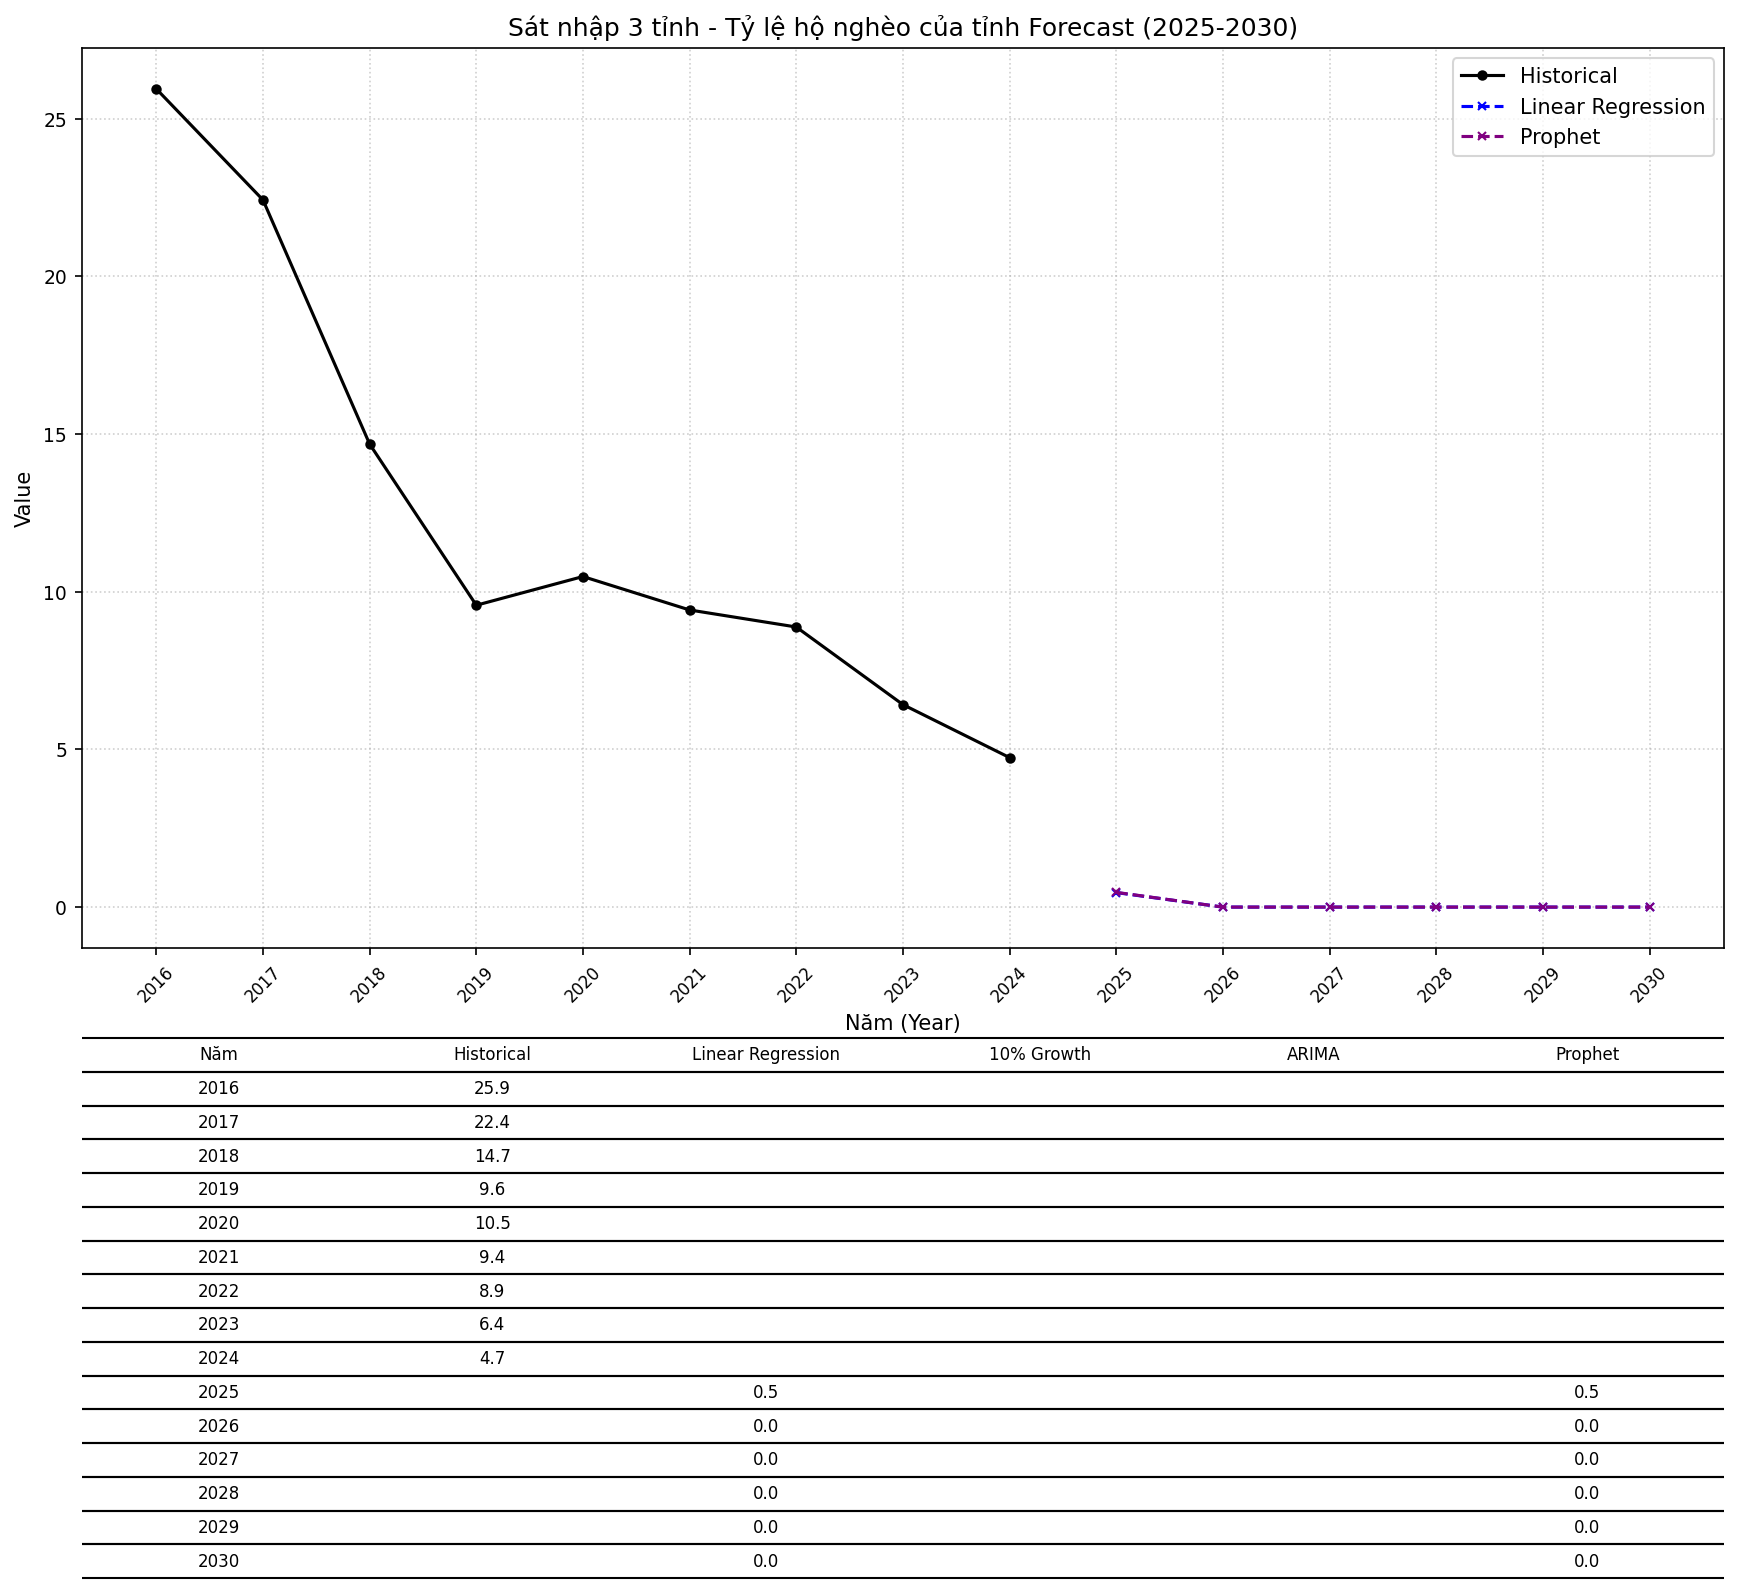 Sát nhập 3 tỉnh - Tỷ lệ hộ nghèo của tỉnh Forecast (2025-2030)
Historical
Linear Regression
Prophet
Value
25
20
15
10
5
0
2016 2017 2018 2019 2020 2021 2022 2023 2024 2025 2026 2027 2028 2029 2030
Năm (Year)
Năm Historical Linear Regression 10% Growth ARIMA Prophet
2016 25.9
2017 22.4
2018 14.7
2019 9.6
2020 10.5
2021 9.4
2022 8.9
2023 6.4
2024 4.7
2025 0.5 0.5
2026 0.0 0.0
2027 0.0 0.0
2028 0.0 0.0
2029 0.0 0.0
2030 0.0 0.0